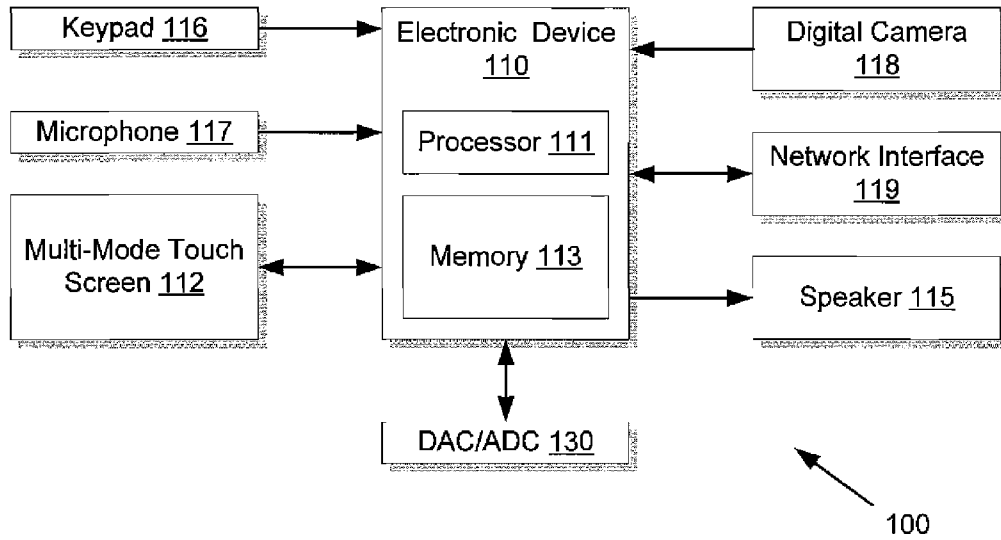 Keypad 116
Microphone 117
Multi-Mode Touch
Screen 112
Electronic Device
110
Processor 111
Memory 113
DAC/ADC 130
Digital Camera
118
Network Interface
119
Speaker 115
100